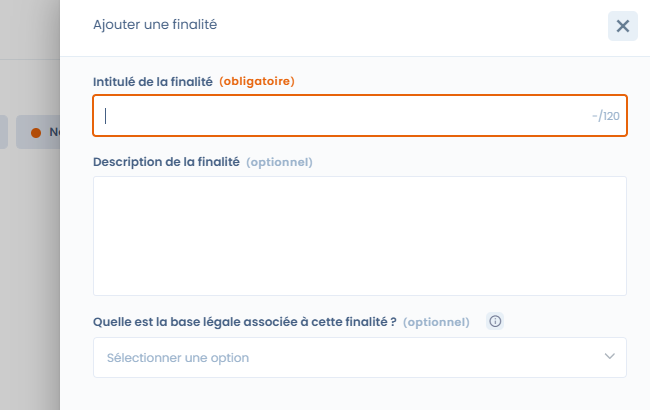 Ajouter une finalité
Intitulé de la finalité (obligatoire)
-/120
Description de la finalité (optionnel)
Quelle est la base légale associée à cette finalité ? (optionnel)
Sélectionner une option